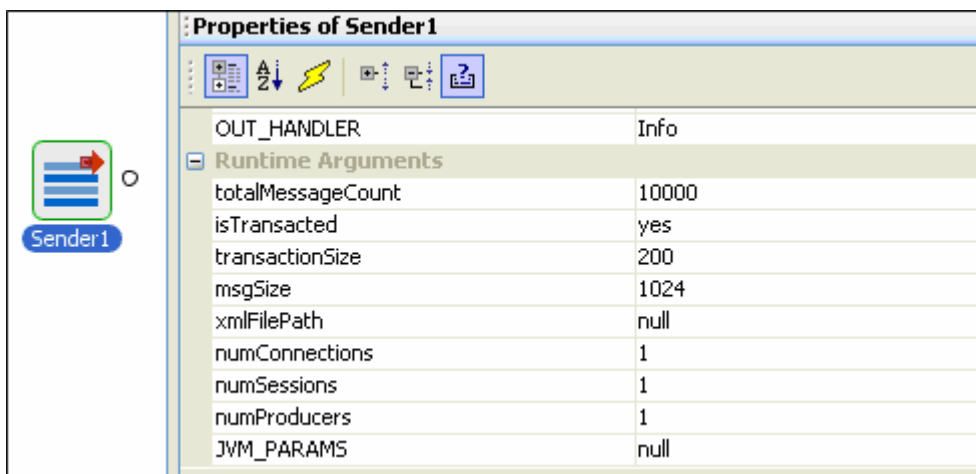 Properties of Sender1
OUT_HANDLER Info
Runtime Arguments
totalMessageCount 10000
isTransacted yes
transactionSize 200
msgSize 1024
xmlFilePath null
numConnections 1
numSessions 1
numProducers 1
JVM_PARAMS null
Sender1